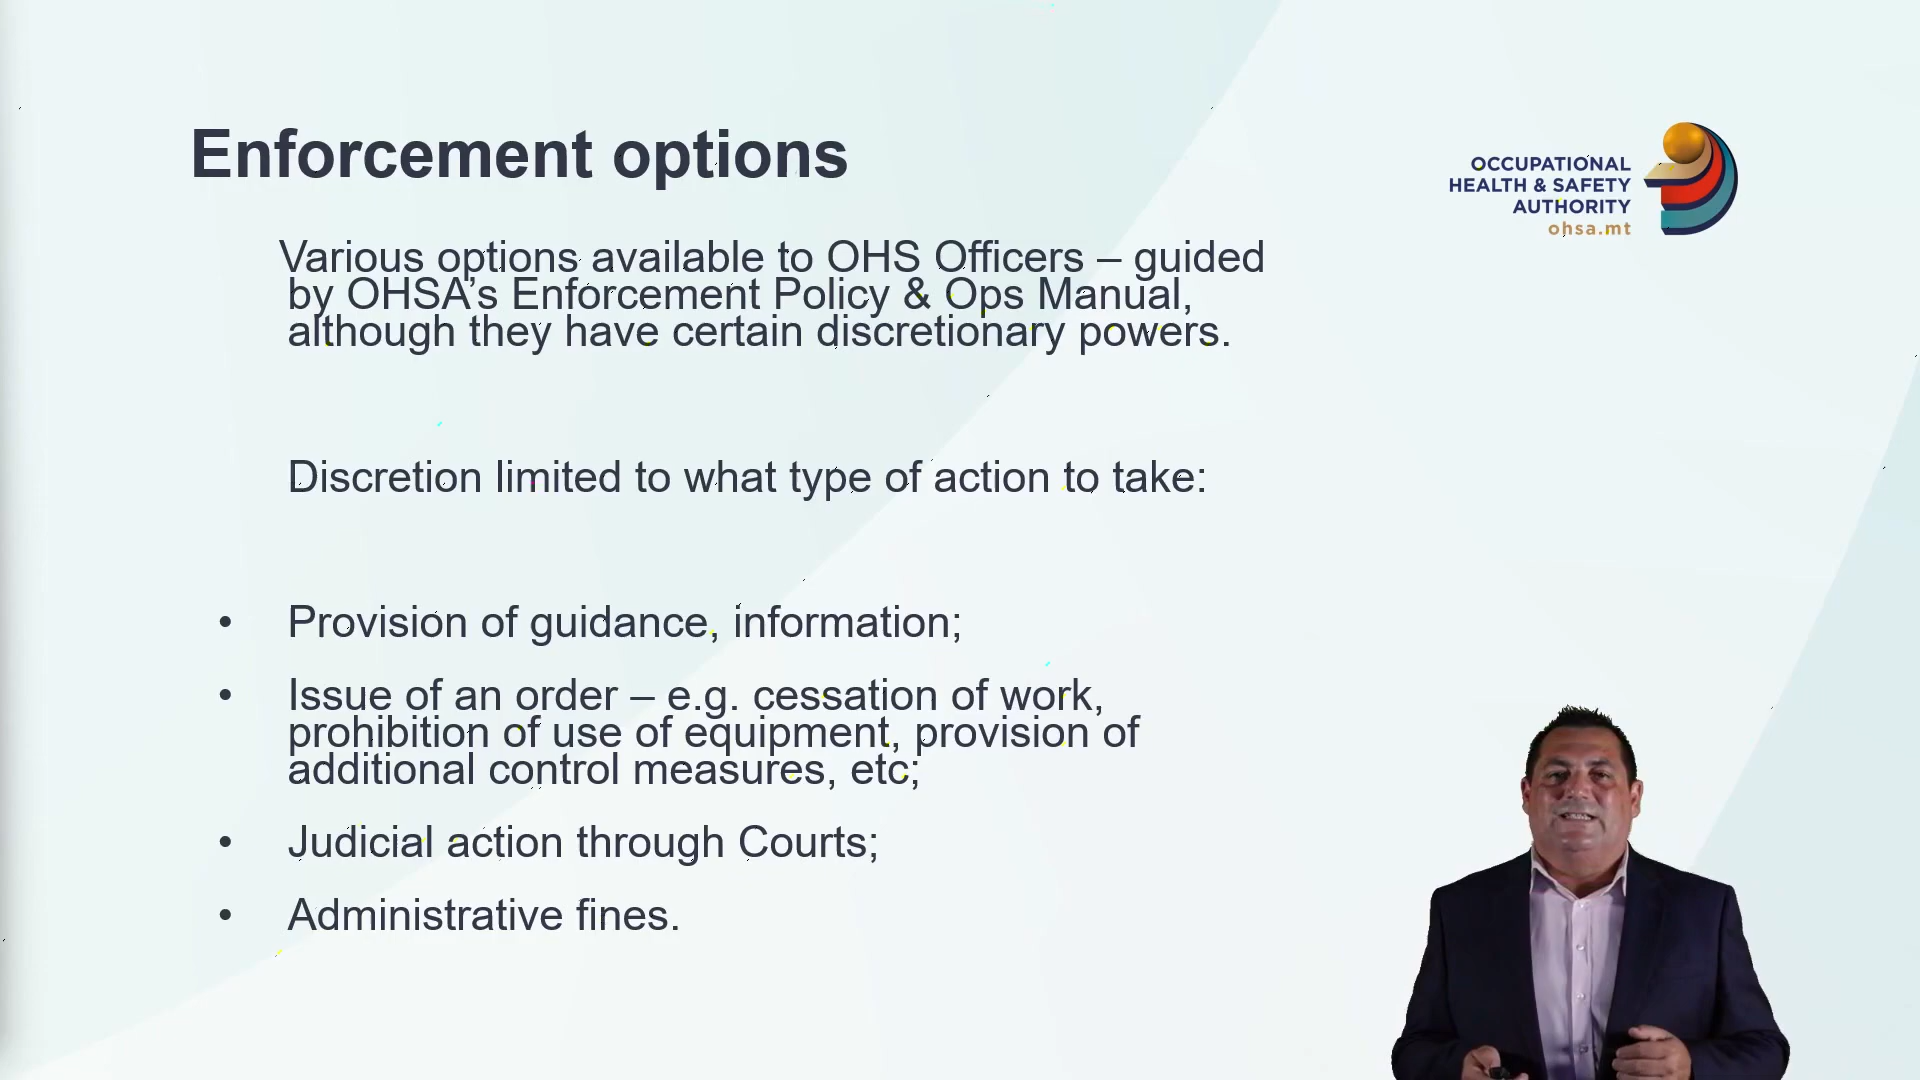 Enforcement options
OCCUPATIONAL
HEALTH & SAFETY
AUTHORITY
ohsa.mt
Various options available to OHS Officers – guided
by OHSA’s Enforcement Policy & Ops Manual,
although they have certain discretionary powers.
Discretion limited to what type of action to take:
• Provision of guidance, information;
• Issue of an order – e.g. cessation of work,
prohibition of use of equipment, provision of
additional control measures, etc;
• Judicial action through Courts;
• Administrative fines.